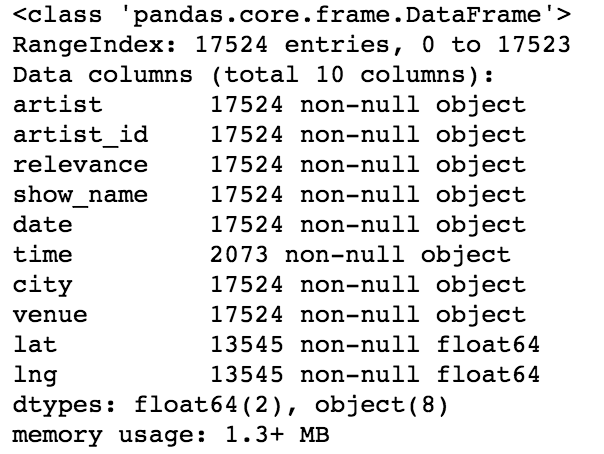 <class 'pandas.core.frame.DataFrame'>
RangeIndex: 17524 entries, 0 to 17523
Data columns (total 10 columns):
artist       17524 non-null object
artist_id    17524 non-null object
relevance    17524 non-null object
show_name    17524 non-null object
date         17524 non-null object
time         2073 non-null object
city         17524 non-null object
venue        17524 non-null object
lat          13545 non-null float64
lng          13545 non-null float64
dtypes: float64(2), object(8)
memory usage: 1.3+ MB